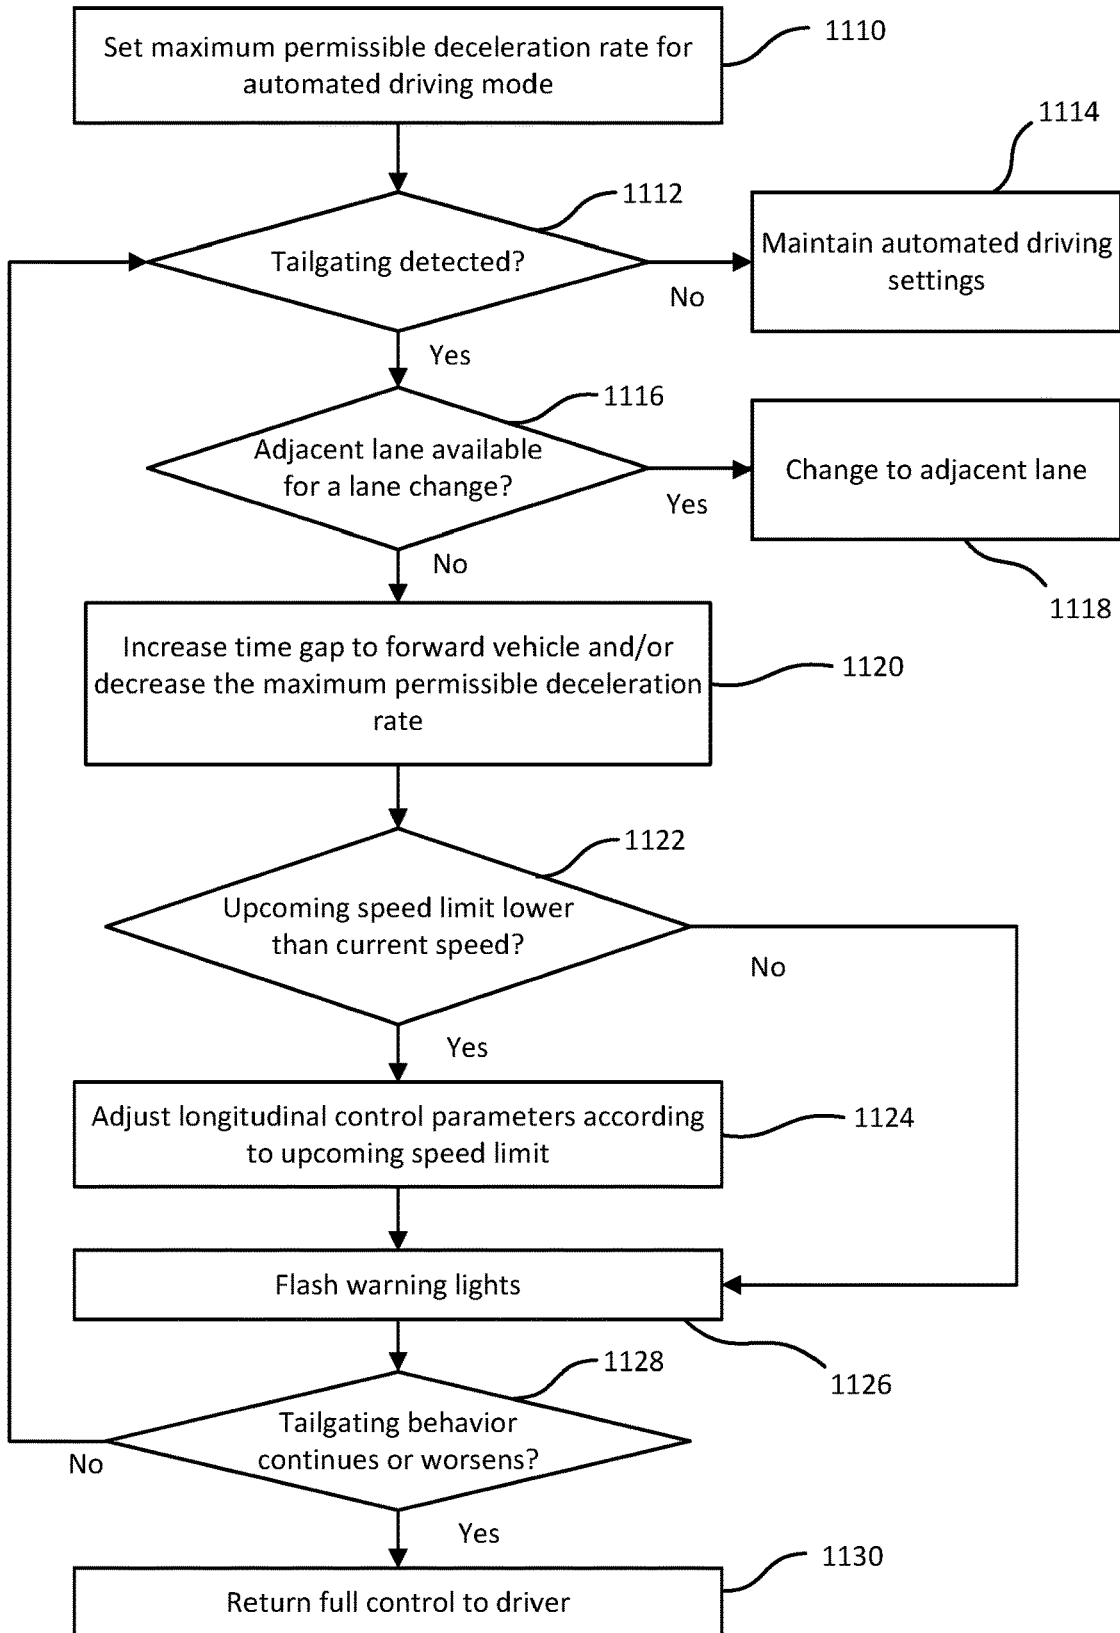 Set maximum permissible deceleration rate for
automated driving mode
1110
1114
1112
Tailgating detected?
No
Maintain automated driving
settings
Yes
1116
Adjacent lane available
for a lane change?
Yes
Change to adjacent lane
No
1118
Increase time gap to forward vehicle and/or
decrease the maximum permissible deceleration
rate
1120
1122
Upcoming speed limit lower
than current speed?
No
Yes
Adjust longitudinal control parameters according
to upcoming speed limit
1124
Flash warning lights
1126
1128
Tailgating behavior
continues or worsens?
No
Yes
1130
Return full control to driver